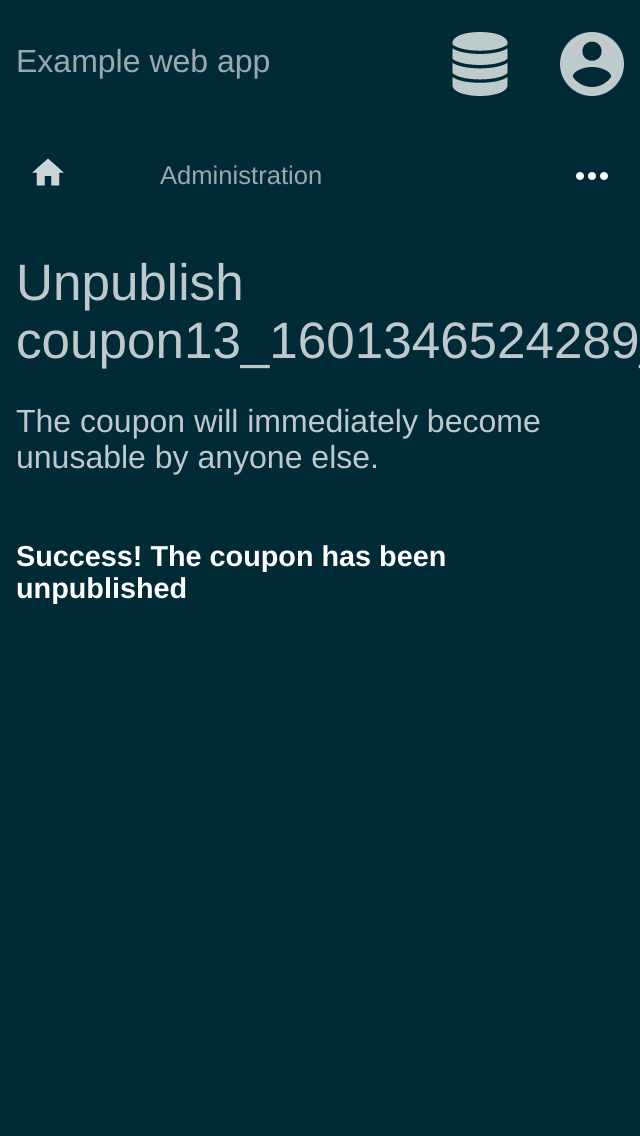 Example web app
Administration
Unpublish
coupon13_1601346524289_
The coupon will immediately become
unusable by anyone else.
Success! The coupon has been
unpublished